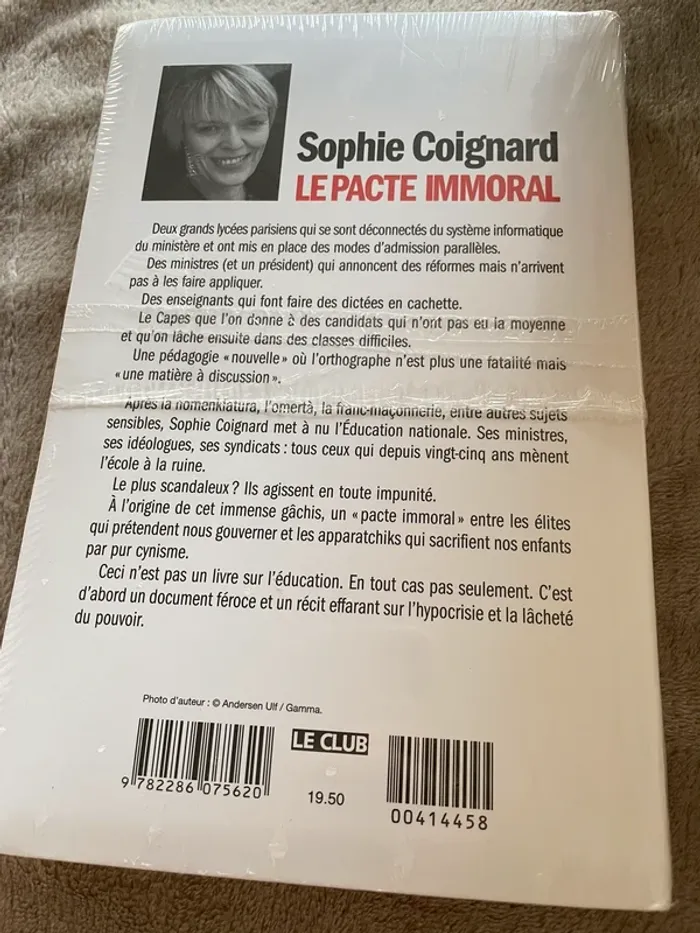 Sophie Coignard
LE PACTE IMMORAL
Deux grands lycées parisiens qui se sont déconnectés du système informatique
du ministère et ont mis en place des modes d'admission parallèles.
Des ministres (et un président) qui annoncent des réformes mais n'arrivent
pas à les faire appliquer.
Des enseignants qui font faire des dictées en cachette.
Le Capes que l'on donne à des candidats qui n'ont pas eu la moyenne
et qu'on lâche ensuite dans des classes difficiles.
Une pédagogie « nouvelle » où l'orthographe n'est plus une fatalité mais
« une matière à discussion ».
Après la nomenklatura, l'omertà, la franc-maçonnerie, entre autres sujets
sensibles, Sophie Coignard met à nu l'Éducation nationale. Ses ministres,
ses idéologues, ses syndicats : tous ceux qui depuis vingt-cinq ans mènent
l'école à la ruine.
Le plus scandaleux ? Ils agissent en toute impunité.
À l'origine de cet immense gâchis, un « pacte immoral » entre les élites
qui prétendent nous gouverner et les apparatchiks qui sacrifient nos enfants
par pur cynisme.
Ceci n'est pas un livre sur l'éducation. En tout cas pas seulement. C'est
d'abord un document féroce et un récit effarant sur l'hypocrisie et la lâcheté
du pouvoir.
Photo d'auteur : © Andersen Ulf / Gamma.
LE CLUB
9 782286 075620
19.50
00414458